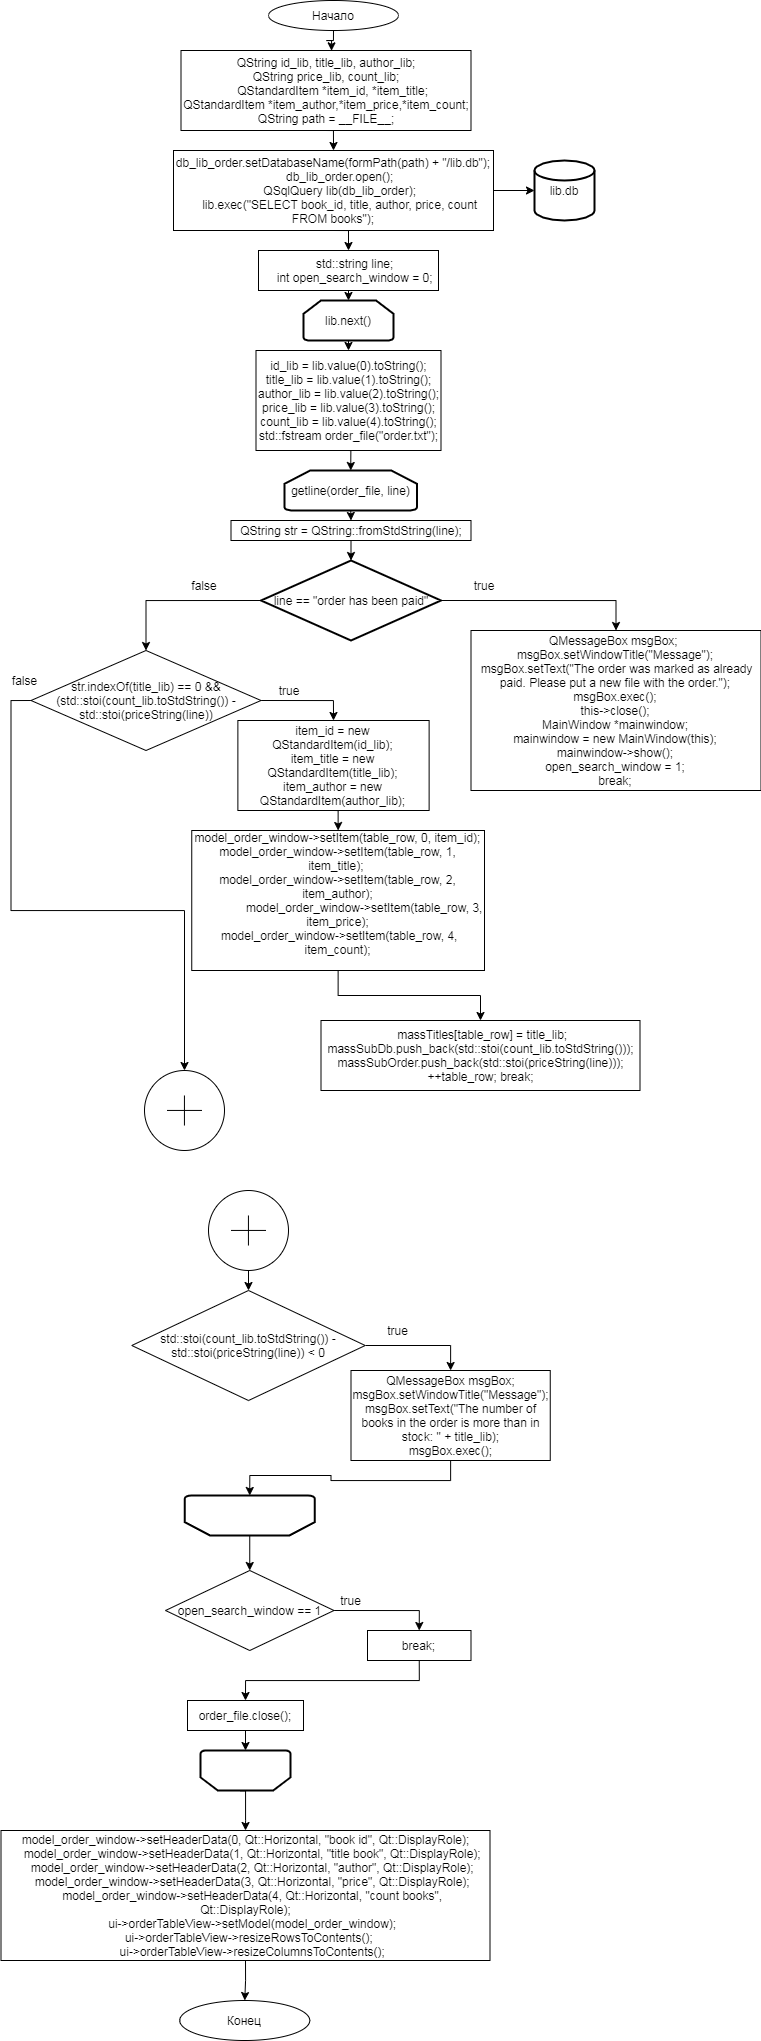 Начало
QString id_lib, title_lib, author_lib;
QString price_lib, count_lib;
QStandardItem *item_id, *item_title;
QStandardItem *item_author,*item_price,*item_count;
QString path = __FILE__;
db_lib_order.setDatabaseName(formPath(path) + "/lib.db");
db_lib_order.open();
QSqlQuery lib(db_lib_order);
lib.exec("SELECT book_id, title, author, price, count
FROM books");
lib.db
std::string line;
int open_search_window = 0;
lib.next()
id_lib = lib.value(0).toString();
title_lib = lib.value(1).toString();
author_lib = lib.value(2).toString();
price_lib = lib.value(3).toString();
count_lib = lib.value(4).toString();
std::fstream order_file("order.txt");
getline(order_file, line)
QString str = QString::fromStdString(line);
false
line == "order has been paid"
true
QMessageBox msgBox;
msgBox.setWindowTitle("Message");
msgBox.setText("The order was marked as already
paid. Please put a new file with the order.");
msgBox.exec();
this->close();
MainWindow *mainwindow;
mainwindow = new MainWindow(this);
mainwindow->show();
open_search_window = 1;
break;
false
str.indexOf(title_lib) == 0 &&
(std::stoi(count_lib.toStdString()) -
std::stoi(priceString(line))
true
item_id = new
QStandardItem(id_lib);
item_title = new
QStandardItem(title_lib);
item_author = new
QStandardItem(author_lib);
model_order_window->setItem(table_row, 0, item_id);
model_order_window->setItem(table_row, 1,
item_title);
model_order_window->setItem(table_row, 2,
item_author);
model_order_window->setItem(table_row, 3,
item_price);
model_order_window->setItem(table_row, 4,
item_count);
massTitles[table_row] = title_lib;
massSubDb.push_back(std::stoi(count_lib.toStdString()));
massSubOrder.push_back(std::stoi(priceString(line)));
++table_row; break;
std::stoi(count_lib.toStdString()) -
std::stoi(priceString(line)) < 0
true
QMessageBox msgBox;
msgBox.setWindowTitle("Message");
msgBox.setText("The number of
books in the order is more than in
stock: " + title_lib);
msgBox.exec();
open_search_window == 1
true
break;
order_file.close();
model_order_window->setHeaderData(0, Qt::Horizontal, "book id", Qt::DisplayRole);
model_order_window->setHeaderData(1, Qt::Horizontal, "title book", Qt::DisplayRole);
model_order_window->setHeaderData(2, Qt::Horizontal, "author", Qt::DisplayRole);
model_order_window->setHeaderData(3, Qt::Horizontal, "price", Qt::DisplayRole);
model_order_window->setHeaderData(4, Qt::Horizontal, "count books",
Qt::DisplayRole);
ui->orderTableView->setModel(model_order_window);
ui->orderTableView->resizeRowsToContents();
ui->orderTableView->resizeColumnsToContents();
Конец